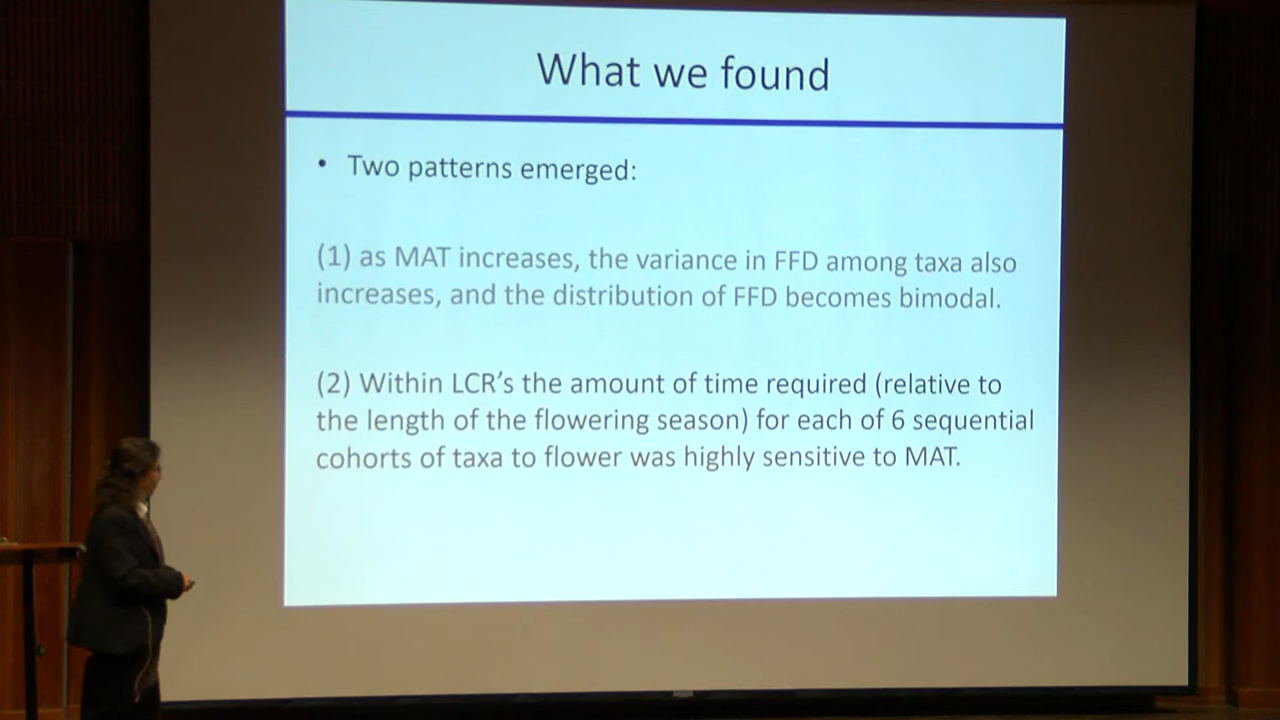 What we found
• Two patterns emerged:
(1) as MAT increases, the variance in FFD among taxa also
increases, and the distribution of FFD becomes bimodal.
(2) Within LCR's the amount of time required (relative to
the length of the flowering season) for each of 6 sequential
cohorts of taxa to flower was highly sensitive to MAT.